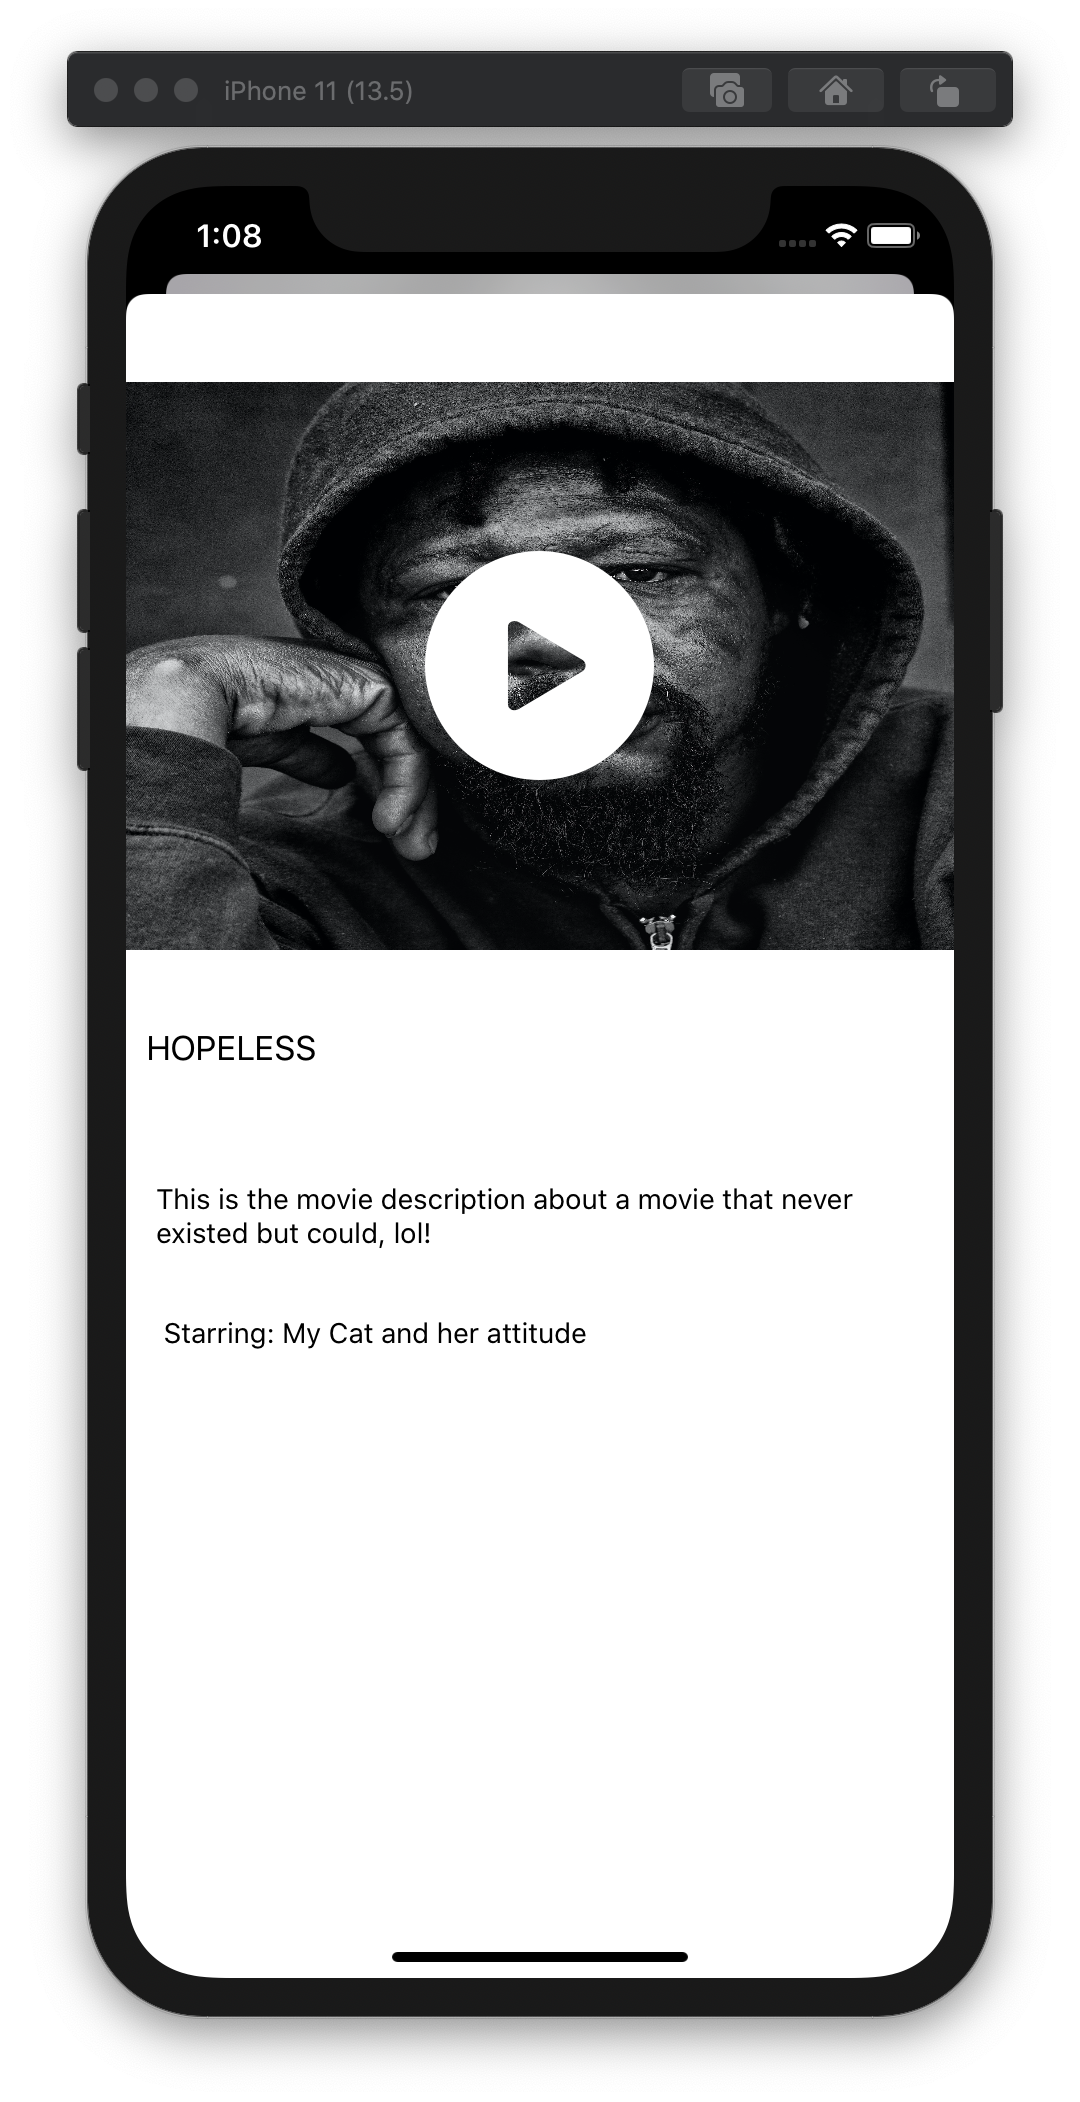 iPhone 11 (13.5)
1:08
HOPELESS
This is the movie description about a movie that never
existed but could, lol!
Starring: My Cat and her attitude